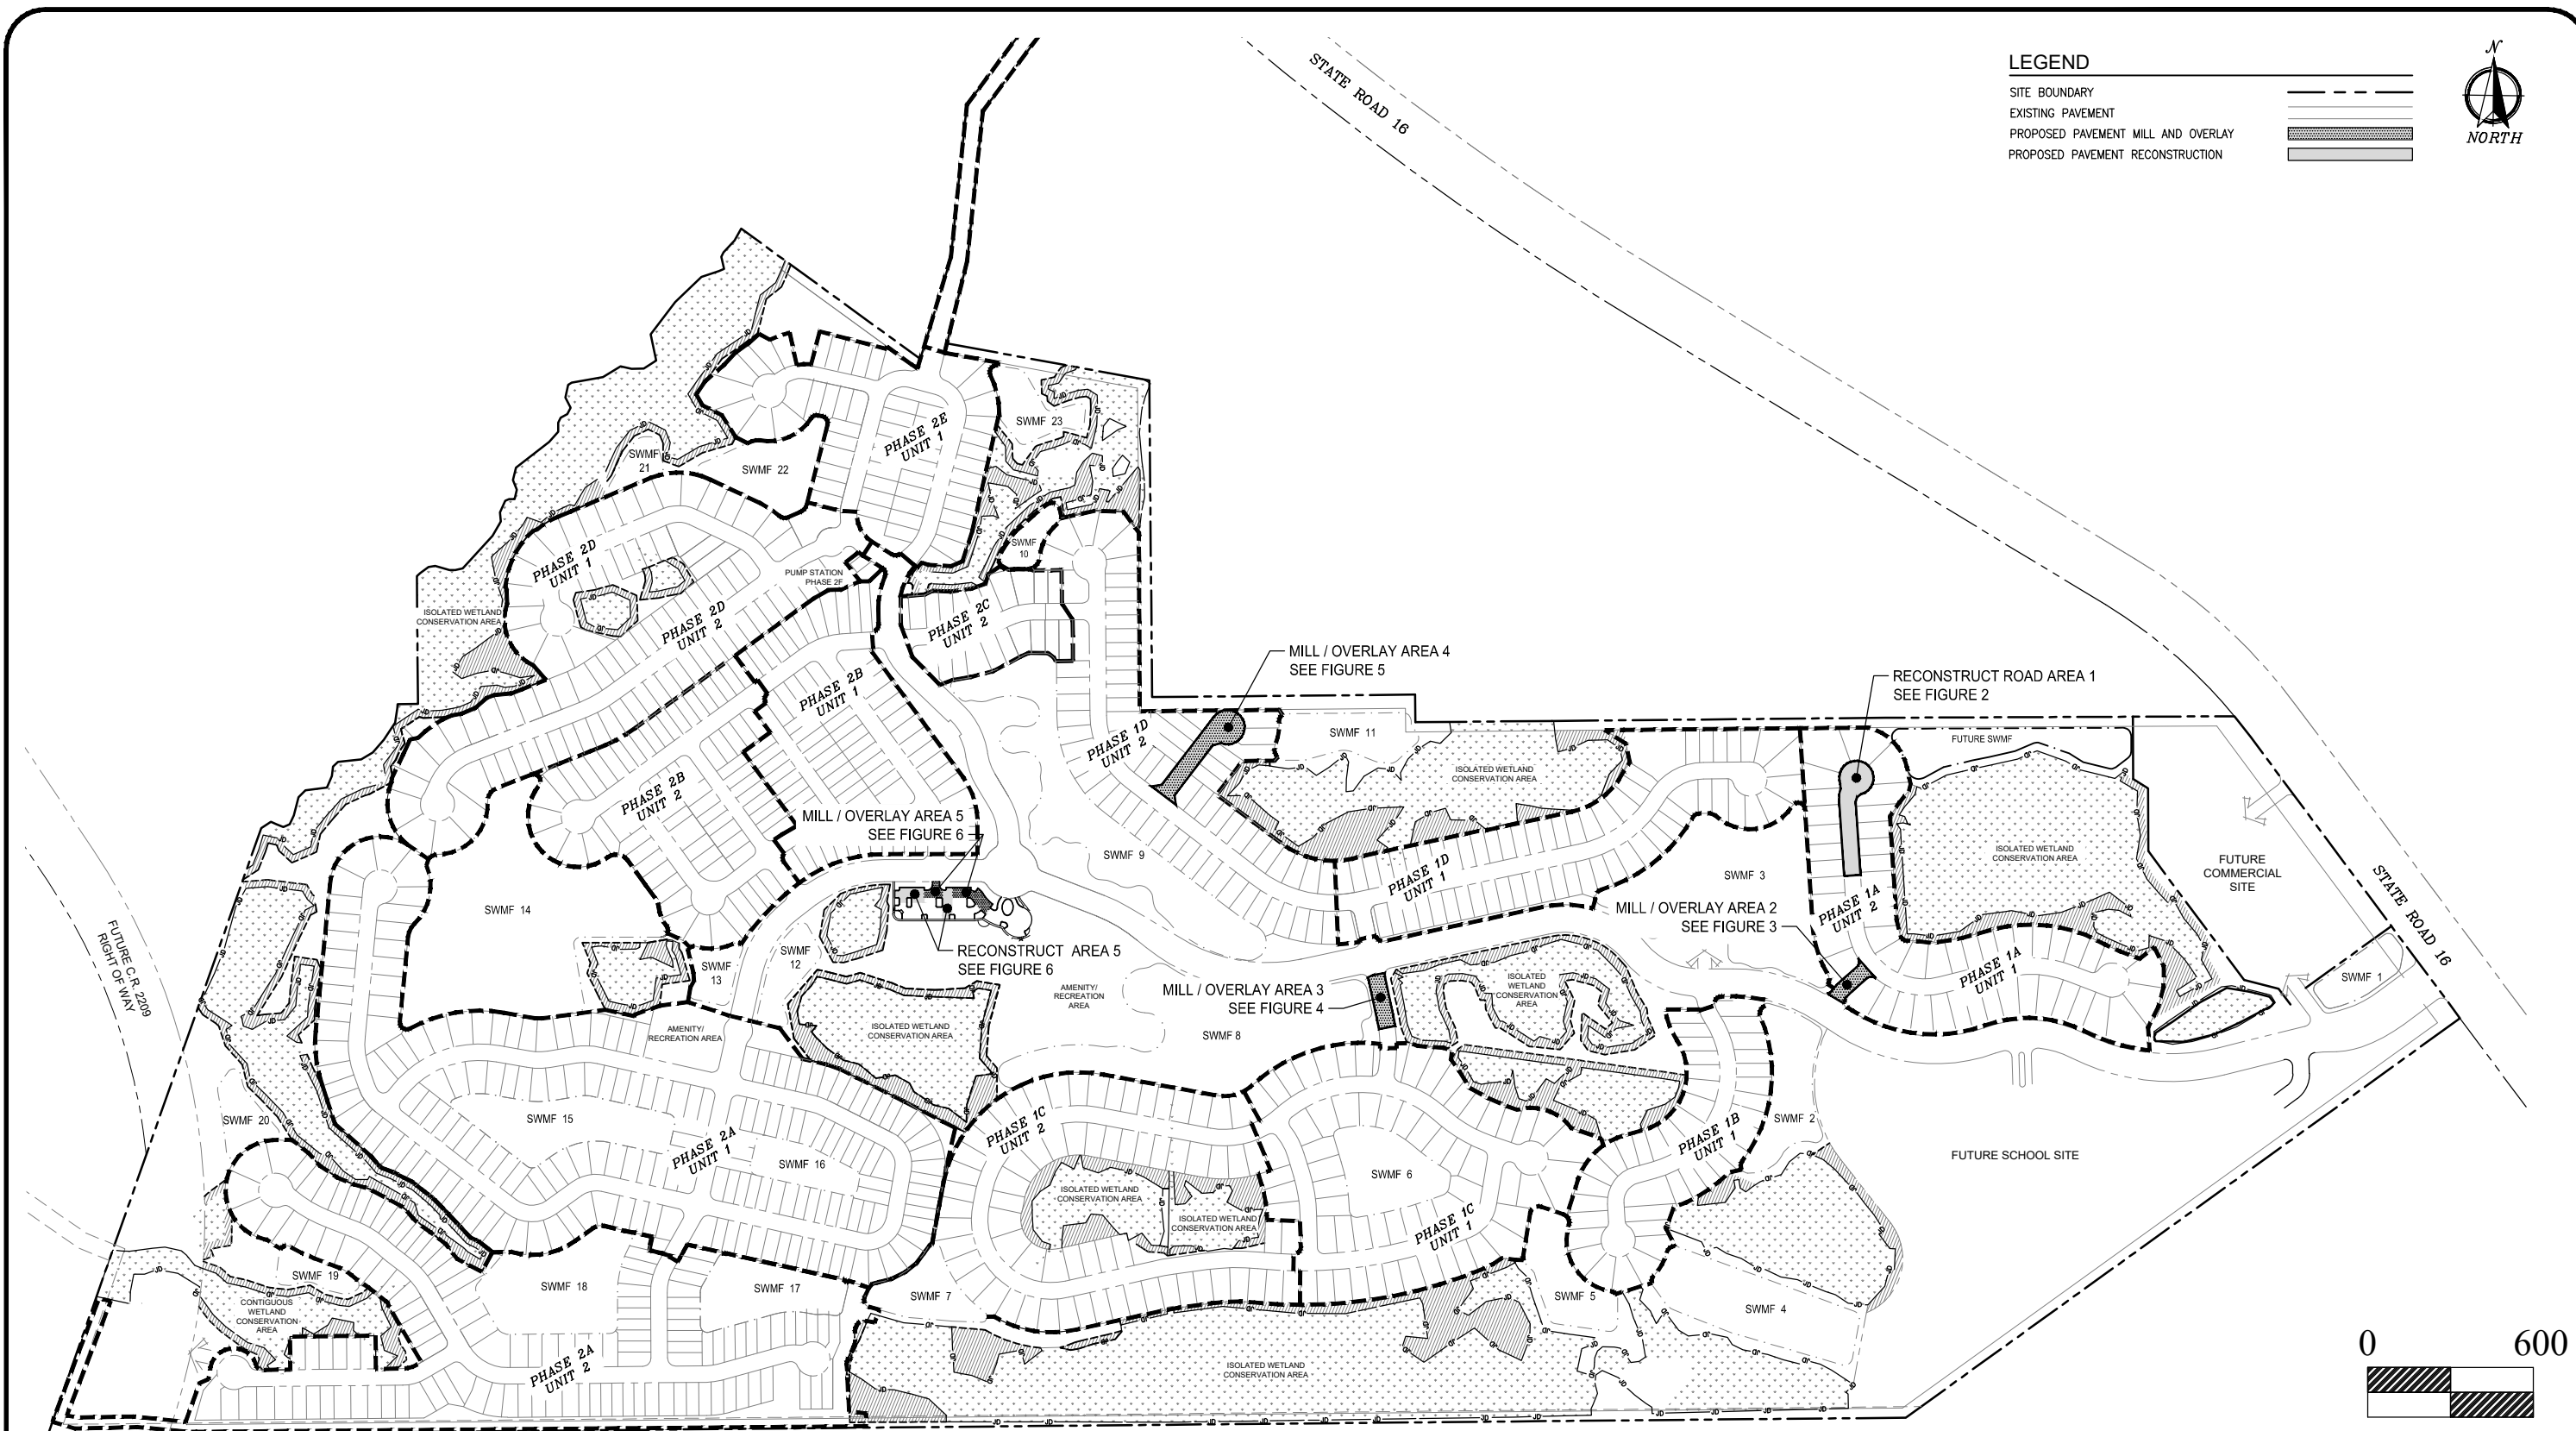 LEGEND
SITE BOUNDARY
EXISTING PAVEMENT
PROPOSED PAVEMENT MILL AND OVERLAY
PROPOSED PAVEMENT RECONSTRUCTION
N
NORTH
STATE ROAD 16
SWMF 23
PHASE 2E
UNIT 1
SWMF
21
SWMF 22
SWMF
10
PHASE 2D
UNIT 1
PUMP STATION
PHASE 2F
ISOLATED WETLAND
CONSERVATION AREA
PHASE 2D
UNIT 2
PHASE 2C
UNIT 2
MILL / OVERLAY AREA 4
SEE FIGURE 5
RECONSTRUCT ROAD AREA 1
SEE FIGURE 2
PHASE 2B
UNIT 1
PHASE 1D
UNIT 2
SWMF 11
FUTURE SWMF
ISOLATED WETLAND
CONSERVATION AREA
PHASE 2B
UNIT 2
MILL / OVERLAY AREA 5
SEE FIGURE 6
SWMF 9
PHASE 1D
UNIT 1
SWMF 3
ISOLATED WETLAND
CONSERVATION AREA
FUTURE
COMMERCIAL
SITE
STATE ROAD 16
SWMF 14
MILL / OVERLAY AREA 2
SEE FIGURE 3
PHASE 1A
UNIT 2
FUTURE C.R. 2209
RIGHT OF WAY
SWMF
12
SWMF
13
RECONSTRUCT AREA 5
SEE FIGURE 6
AMENITY/
RECREATION
AREA
MILL / OVERLAY AREA 3
SEE FIGURE 4
ISOLATED
WETLAND
CONSERVATION
AREA
PHASE 1A
UNIT 1
SWMF 1
AMENITY/
RECREATION AREA
ISOLATED WETLAND
CONSERVATION AREA
SWMF 8
SWMF 20
SWMF 15
PHASE 2A
UNIT 1
SWMF 16
PHASE 1C
UNIT 2
PHASE 1B
UNIT 1
SWMF 2
FUTURE SCHOOL SITE
SWMF 6
ISOLATED WETLAND
CONSERVATION AREA
ISOLATED WETLAND
CONSERVATION AREA
PHASE 1C
UNIT 1
SWMF 19
SWMF 18
SWMF 17
SWMF 7
SWMF 5
SWMF 4
CONTIGUOUS
WETLAND
CONSERVATION
AREA
PHASE 2A
UNIT 2
ISOLATED WETLAND
CONSERVATION AREA
0 600